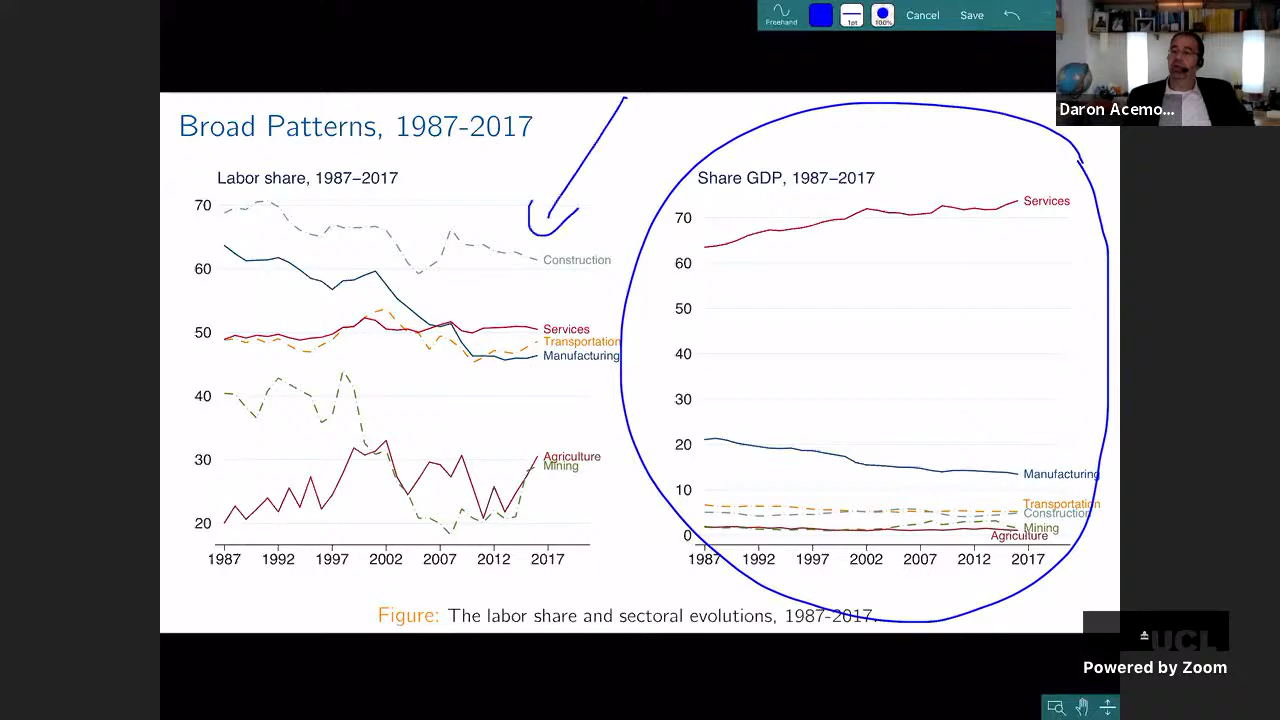 Freehand
1pt
100%
Cancel
Save
Daron Acemo...
Broad Patterns, 1987-2017
Labor share, 1987–2017
70
60
50
40
30
20
Construction
Services
Transportation
Manufacturing
Agriculture
Mining
1987 1992 1997 2002 2007 2012 2017
Share GDP, 1987–2017
70
60
50
40
30
20
10
0
Services
Manufacturing
Transportation
Construction
Mining
Agriculture
1987 1992 1997 2002 2007 2012 2017
Figure: The labor share and sectoral evolutions, 1987-2017.
UCL
Powered by Zoom